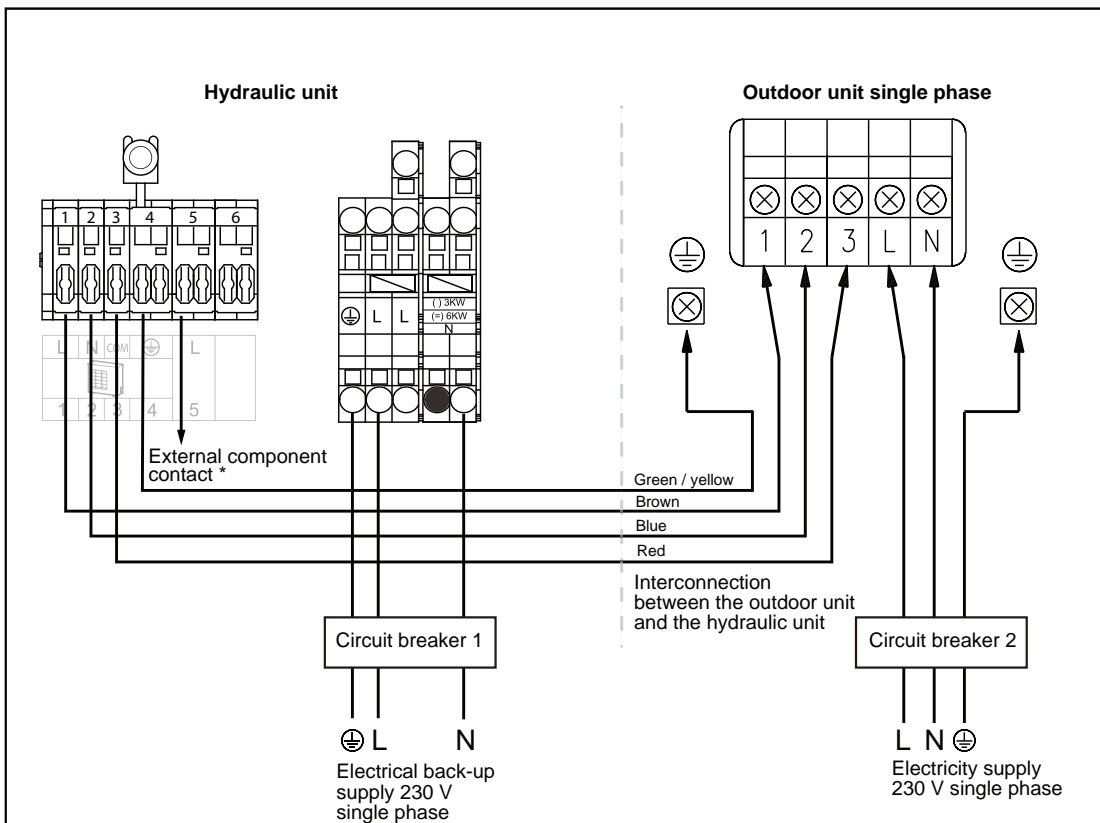 Hydraulic unit
Outdoor unit single phase
1 2 3 4 5 6
L N COM L
1 2 3 4 5
L L
( ) 3KW
(=) 6KW
N
1 2 3 L N
External component
contact *
Green / yellow
Brown
Blue
Red
Interconnection
between the outdoor unit
and the hydraulic unit
Circuit breaker 1
Circuit breaker 2
L N
Electrical back-up
supply 230 V
single phase
L N
Electricity supply
230 V single phase